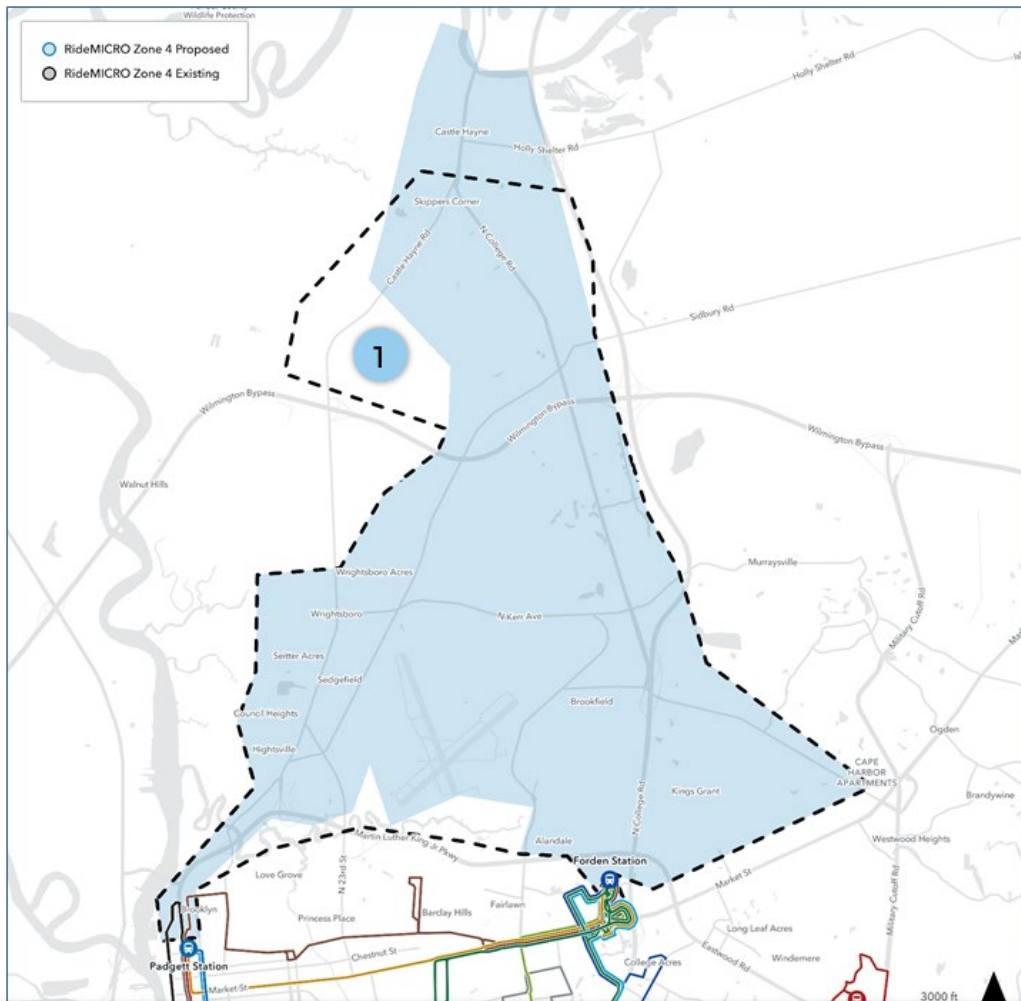 Wildlife Protection
RideMICRO Zone 4 Proposed
RideMICRO Zone 4 Existing
Holly Shelter Rd
Castle Hayne
Holly Shelter Rd
Skippers Corner
Castle Hayne Rd
N College Rd
Sidbury Rd
1
Wilmington Bypass
Wilmington Bypass
Wilmington Bypass
Walnut Hills
Murraysville
Wrightsboro Acres
Wrightsboro
N Kerr Ave
Military Cutoff Rd
Seitter Acres
Sedgefield
Brookfield
Council Heights
Ogden
Hightsville
CAPE
HARBOR
APARTMENTS
Kings Grant
Brandywine
N College Rd
Martin Luther King Jr Pkwy
Alandale
Westwood Heights
Forden Station
Love Grove
N 23rd St
Market St
Military Cutoff Rd
Brooklyn
Princess Place
Barclay Hills
Fairlawn
Long Leaf Acres
Chestnut St
Padgett Station
College Acres
Eastwood Rd
Windemere
Market St
3000 ft